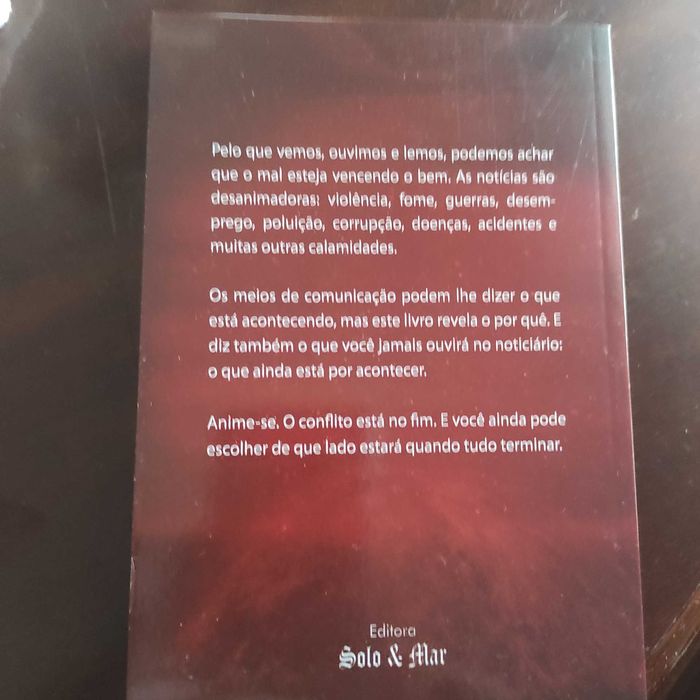 Pelo que vemos, ouvimos e lemos, podemos achar
que o mal esteja vencendo o bem. As notícias são
desanimadoras: violência, fome, guerras, desem-
prego, poluição, corrupção, doenças, acidentes e
muitas outras calamidades.
Os meios de comunicação podem lhe dizer o que
está acontecendo, mas este livro revela o por quê. E
diz também o que você jamais ouvirá no noticiário:
o que ainda está por acontecer.
Anime-se. O conflito está no fim. E você ainda pode
escolher de que lado estará quando tudo terminar.
Editora
Solo & Mar